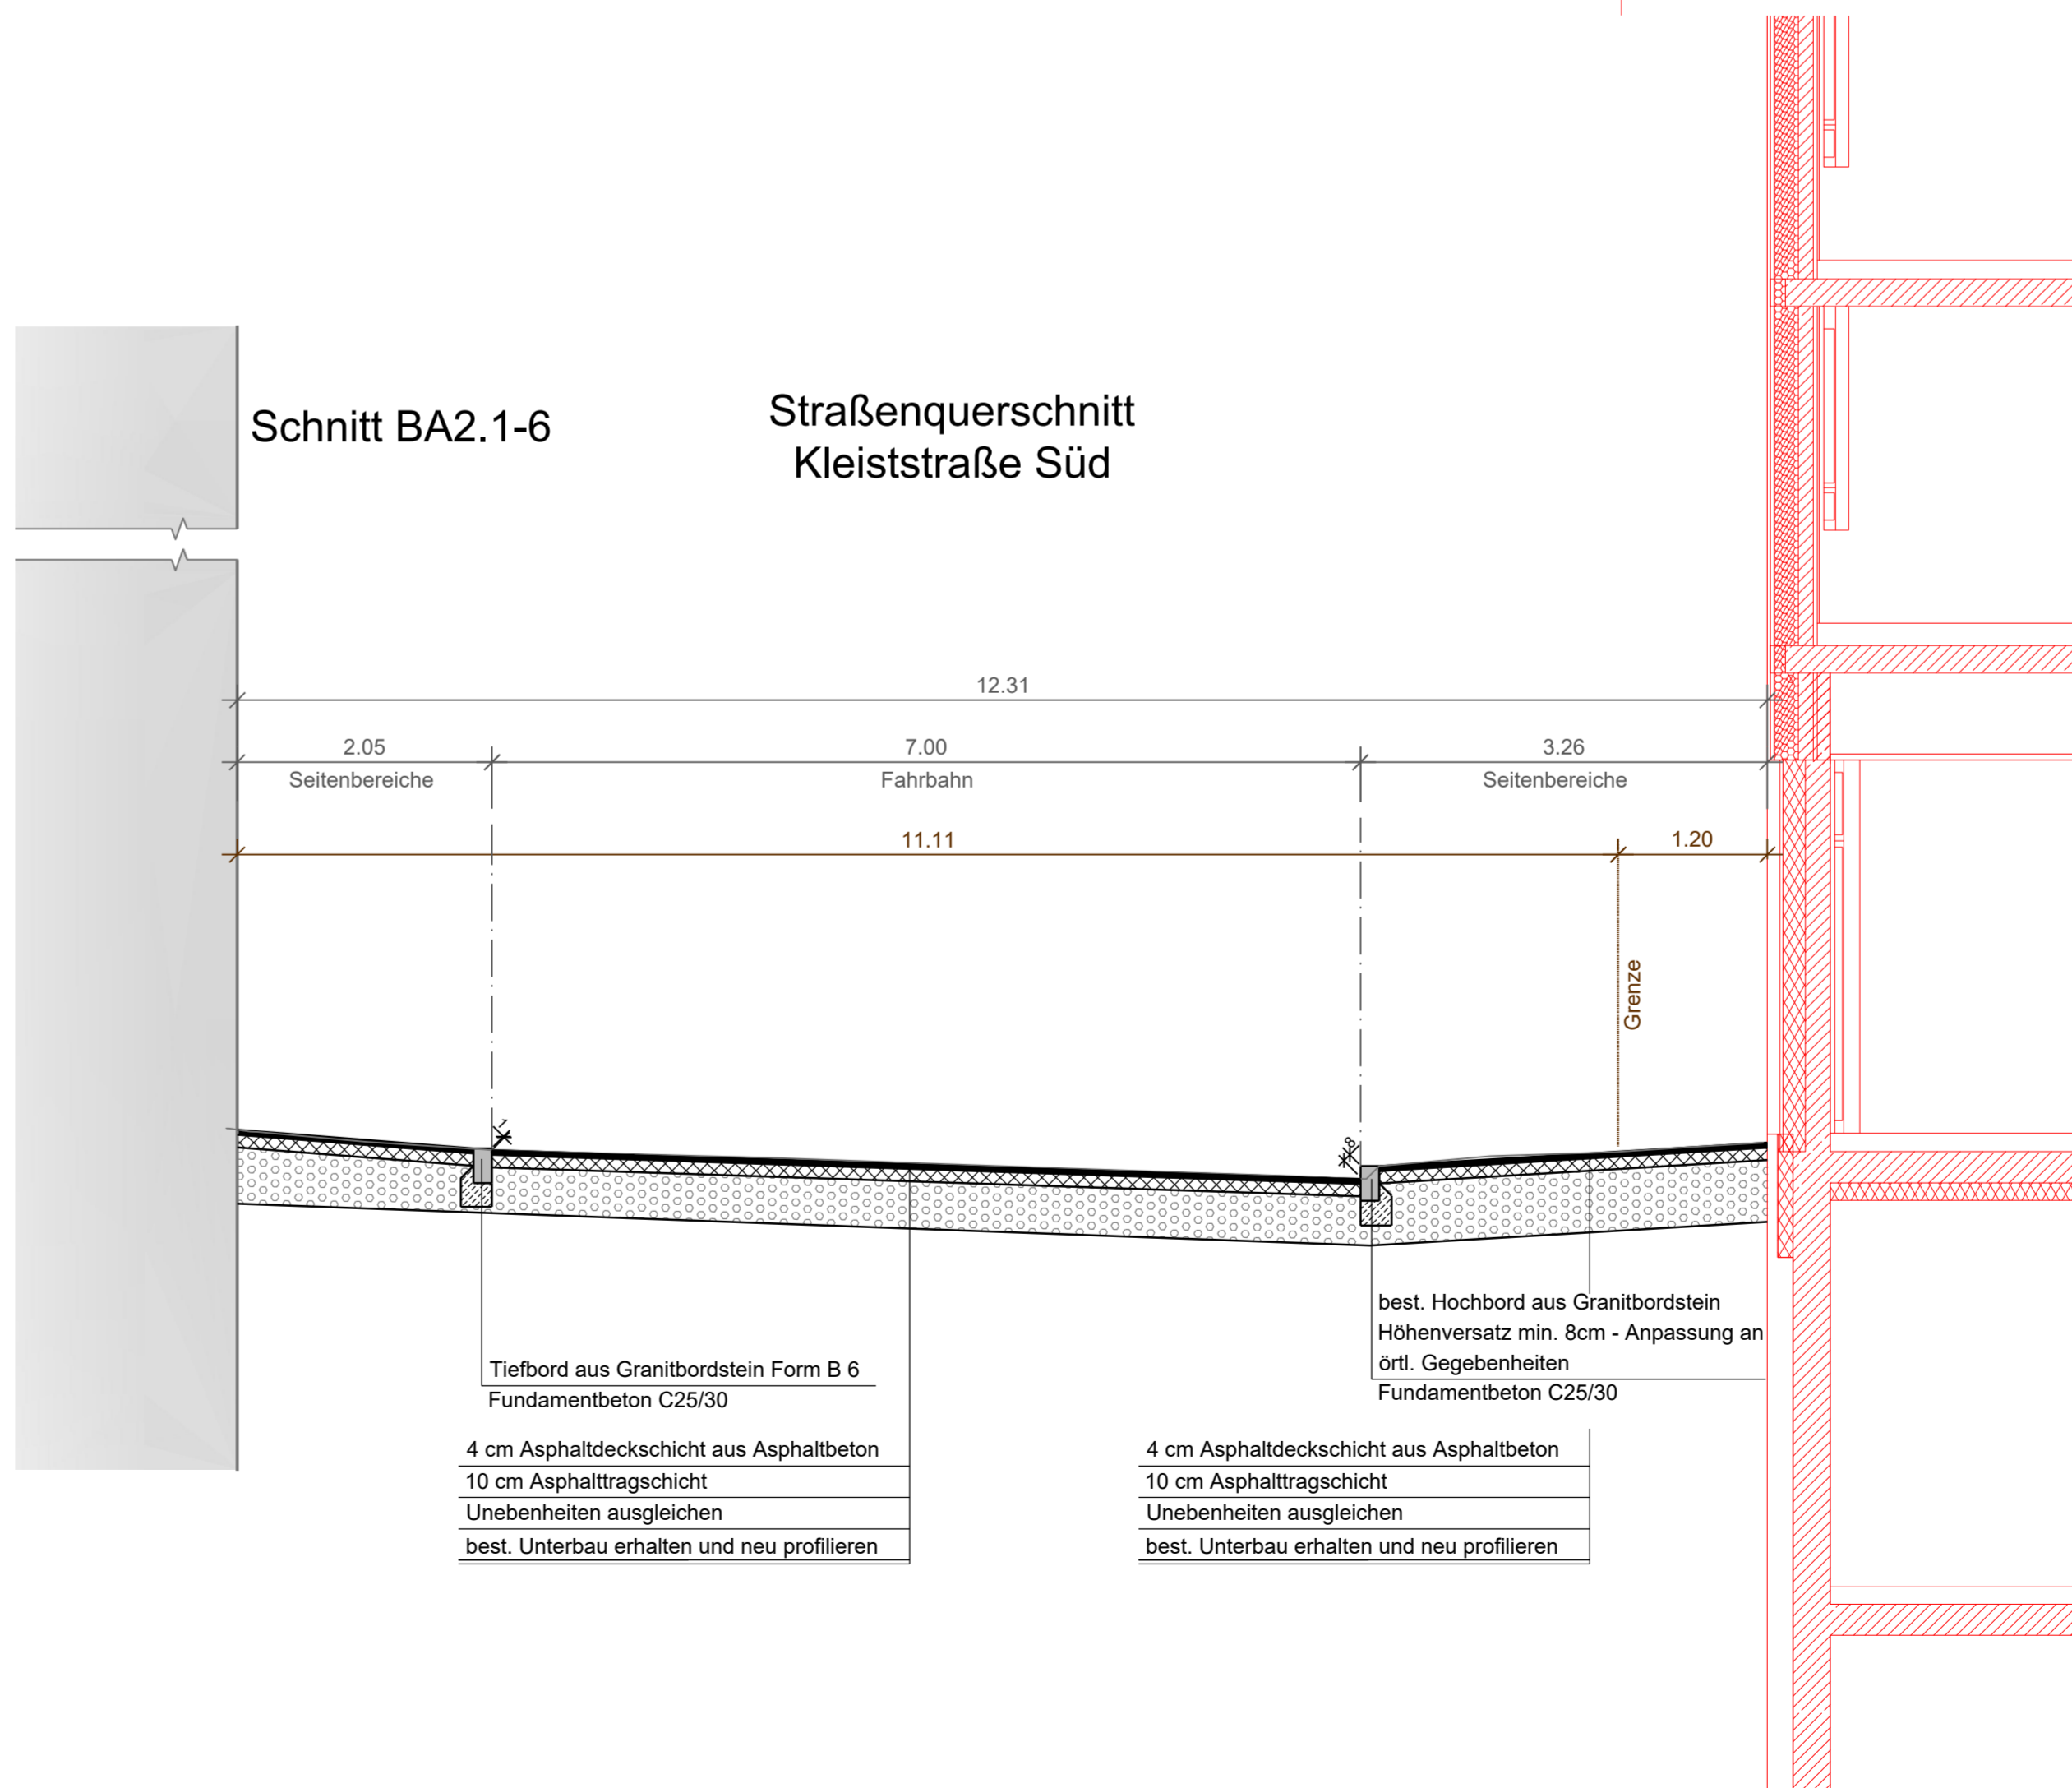 Schnitt BA2.1-6
Straßenquerschnitt
Kleiststraße Süd
12.31
2.05
7.00
3.26
Seitenbereiche
Fahrbahn
Seitenbereiche
11.11
1.20
Grenze
1
8
best. Hochbord aus Granitbordstein
Höhenversatz min. 8cm - Anpassung an
örtl. Gegebenheiten
Fundamentbeton C25/30
Tiefbord aus Granitbordstein Form B 6
Fundamentbeton C25/30
4 cm Asphaltdeckschicht aus Asphaltbeton
10 cm Asphalttragschicht
Unebenheiten ausgleichen
best. Unterbau erhalten und neu profilieren
4 cm Asphaltdeckschicht aus Asphaltbeton
10 cm Asphalttragschicht
Unebenheiten ausgleichen
best. Unterbau erhalten und neu profilieren